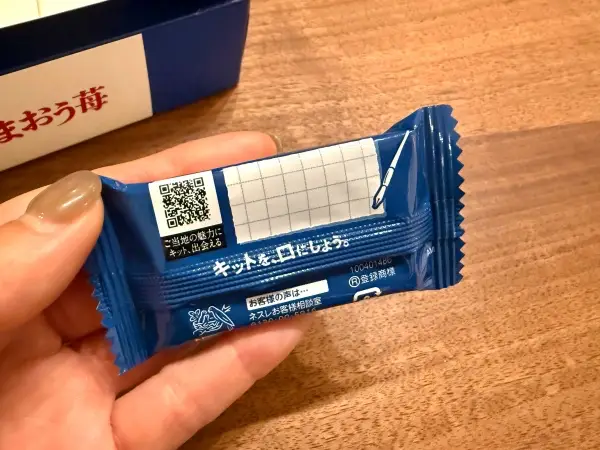 まおう苺
ご当地の魅力に
キット、出会える
キットを、口にしよう。
お客様の声は…
ネスレお客様相談室
100401480
Ⓡ登録商標